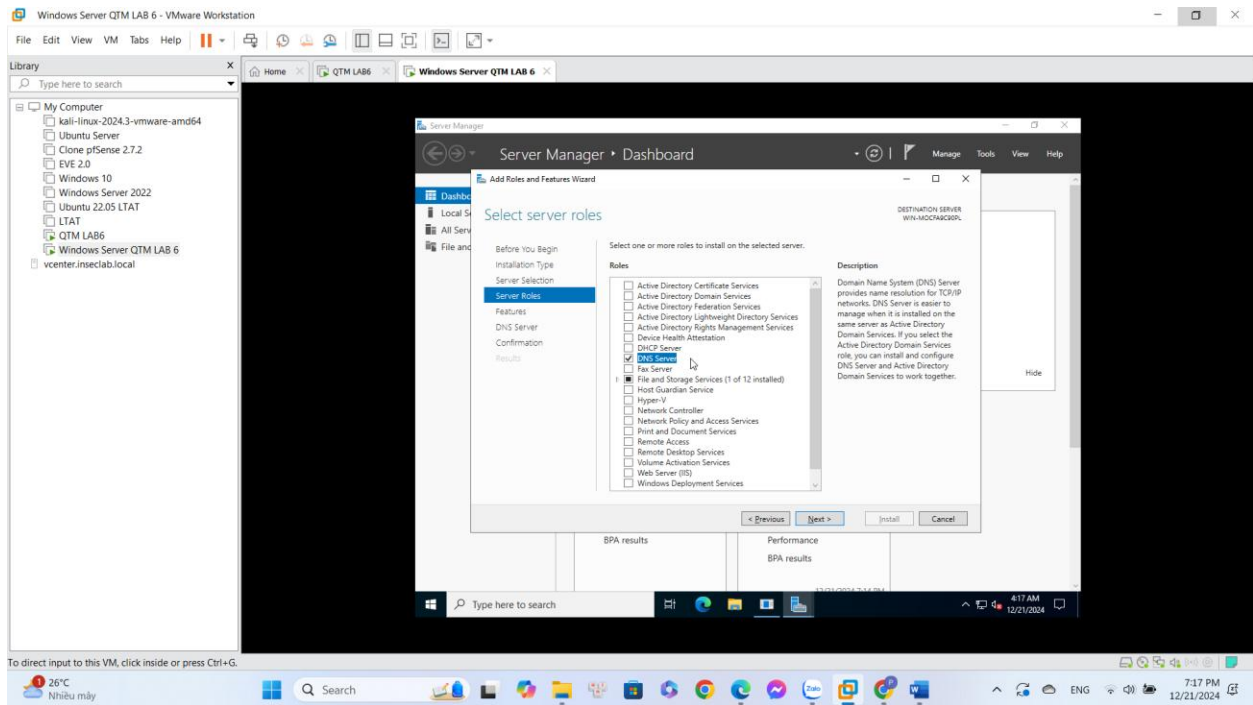 Windows Server QTM LAB 6 - VMware Workstation
File Edit View VM Tabs Help
Library
Type here to search
My Computer
kali-linux-2024.3-vmware-amd64
Ubuntu Server
Clone pfSense 2.7.2
EVE 2.0
Windows 10
Windows Server 2022
Ubuntu 22.05 LTAT
LTAT
QTM LAB6
Windows Server QTM LAB 6
vcenter.inseclab.local
Home QTM LAB6 Windows Server QTM LAB 6
Server Manager
Server Manager • Dashboard
Manage Tools View Help
Dashbo
Local Se
All Serv
File and
Add Roles and Features Wizard
Select server roles
DESTINATION SERVER
Before You Begin
Installation Type
Server Selection
Server Roles
Features
DNS Server
Confirmation
Results
Select one or more roles to install on the selected server.
Roles
Active Directory Certificate Services
Active Directory Domain Services
Active Directory Federation Services
Active Directory Lightweight Directory Services
Active Directory Rights Management Services
Device Health Attestation
DHCP Server
DNS Server
Fax Server
File and Storage Services (1 of 12 installed)
Host Guardian Service
Hyper-V
Network Controller
Network Policy and Access Services
Print and Document Services
Remote Access
Remote Desktop Services
Volume Activation Services
Web Server (IIS)
Windows Deployment Services
Description
Domain Name System (DNS) Server
provides name resolution for TCP/IP
networks. DNS Server is easier to
manage when it is installed on the
same server as Active Directory
Domain Services. If you select the
Active Directory Domain Services
role, you can install and configure
DNS Server and Active Directory
Domain Services to work together.
Hide
< Previous Next > Install Cancel
BPA results
Performance
BPA results
Type here to search
4:17 AM
12/21/2024
To direct input to this VM, click inside or press Ctrl+G.
1
26°C
Nhiều mây
Search
Zalo
ENG
7:17 PM
12/21/2024